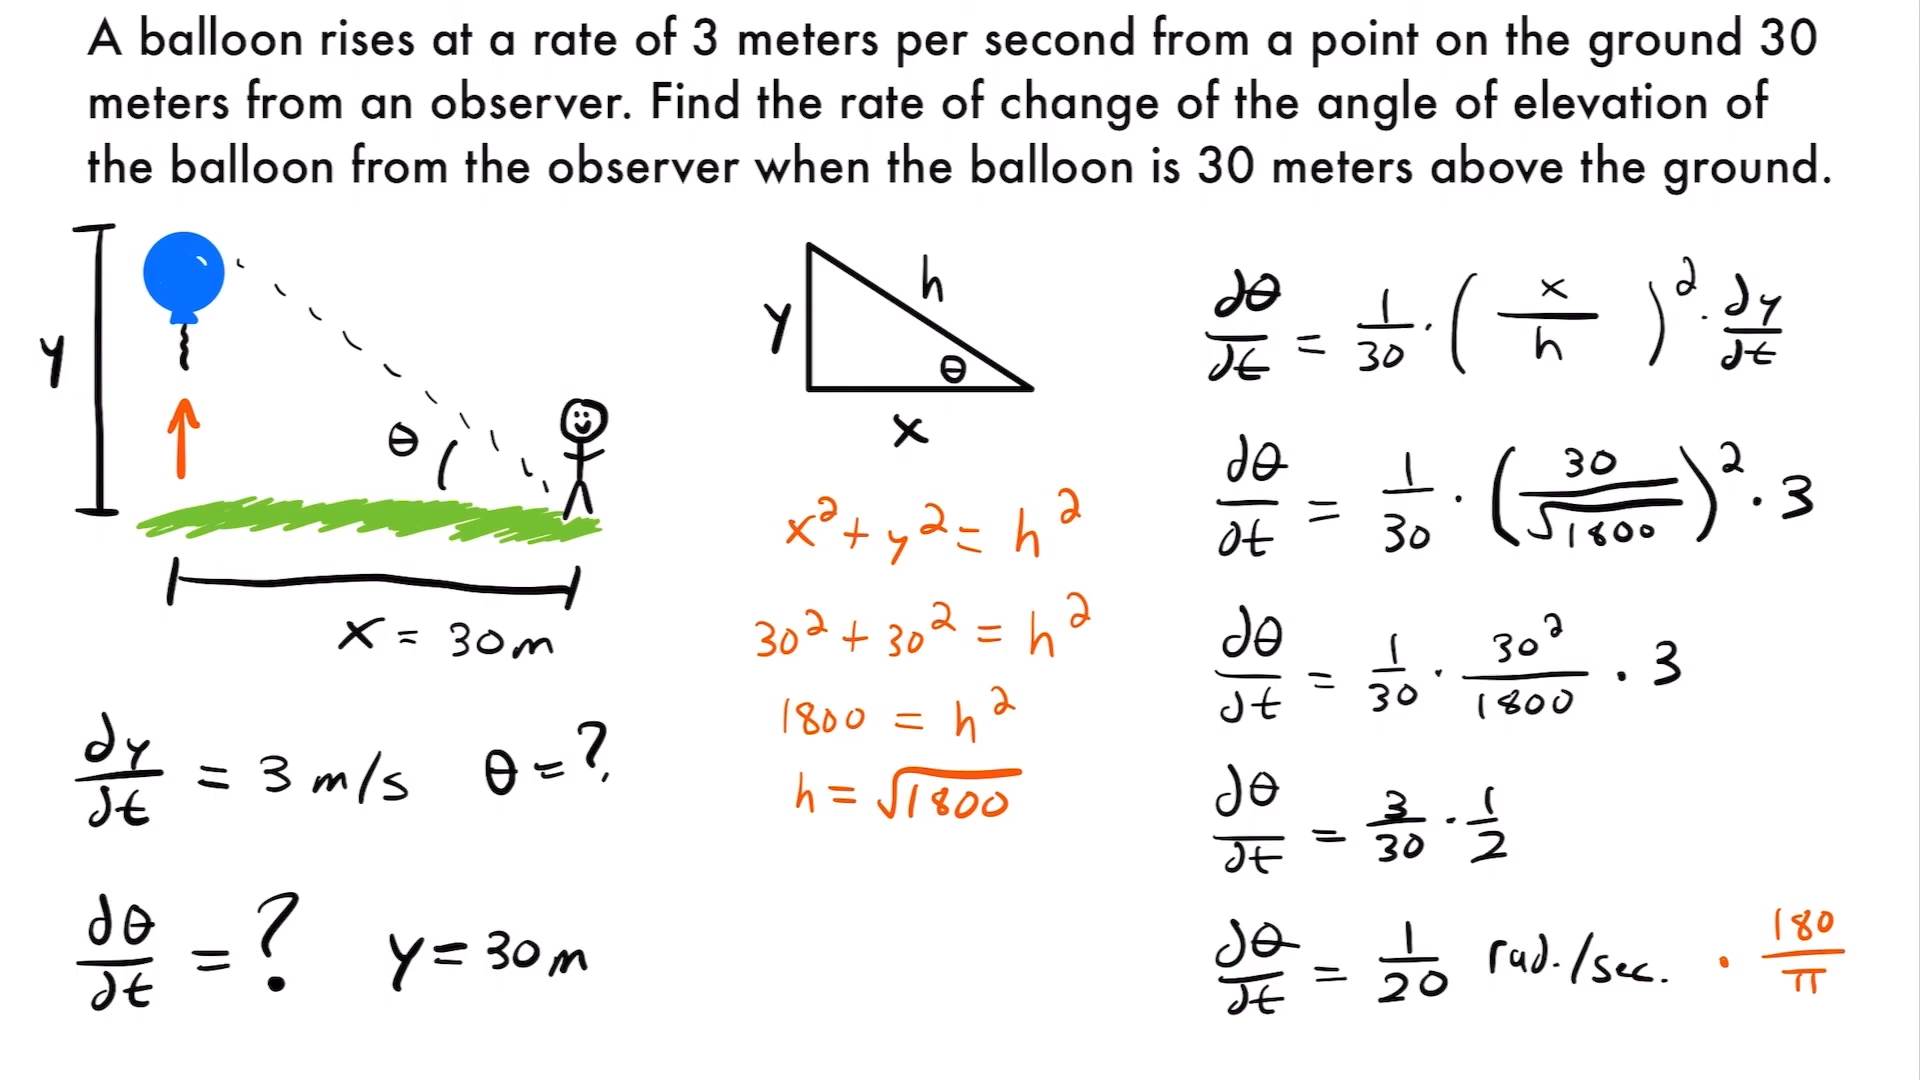 A balloon rises at a rate of 3 meters per second from a point on the ground 30
meters from an observer. Find the rate of change of the angle of elevation of
the balloon from the observer when the balloon is 30 meters above the ground.
y
θ
x = 30m
dy/dt = 3 m/s θ = ?
dθ/dt = ? y = 30m
h
y
θ
x
x² + y² = h²
30² + 30² = h²
1800 = h²
h = √1800
dθ/dt = 1/30 · (x/h)² · dy/dt
dθ/dt = 1/30 · (30/√1800)² · 3
dθ/dt = 1/30 · 30²/1800 · 3
dθ/dt = 3/30 · 1/2
dθ/dt = 1/20 rad./sec. · 180/π